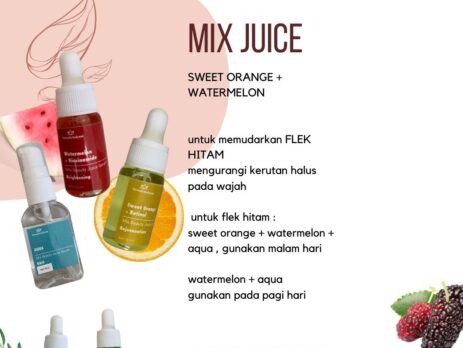 MIX JUICE
SWEET ORANGE +
WATERMELON
untuk memudarkan FLEK
HITAM
mengurangi kerutan halus
pada wajah
untuk flek hitam :
sweet orange + watermelon +
aqua , gunakan malam hari
watermelon + aqua
gunakan pada pagi hari
Watermelon
+ Niacinamide
Brightening
Sweet Orange
+ Retinol
Rejuvenation